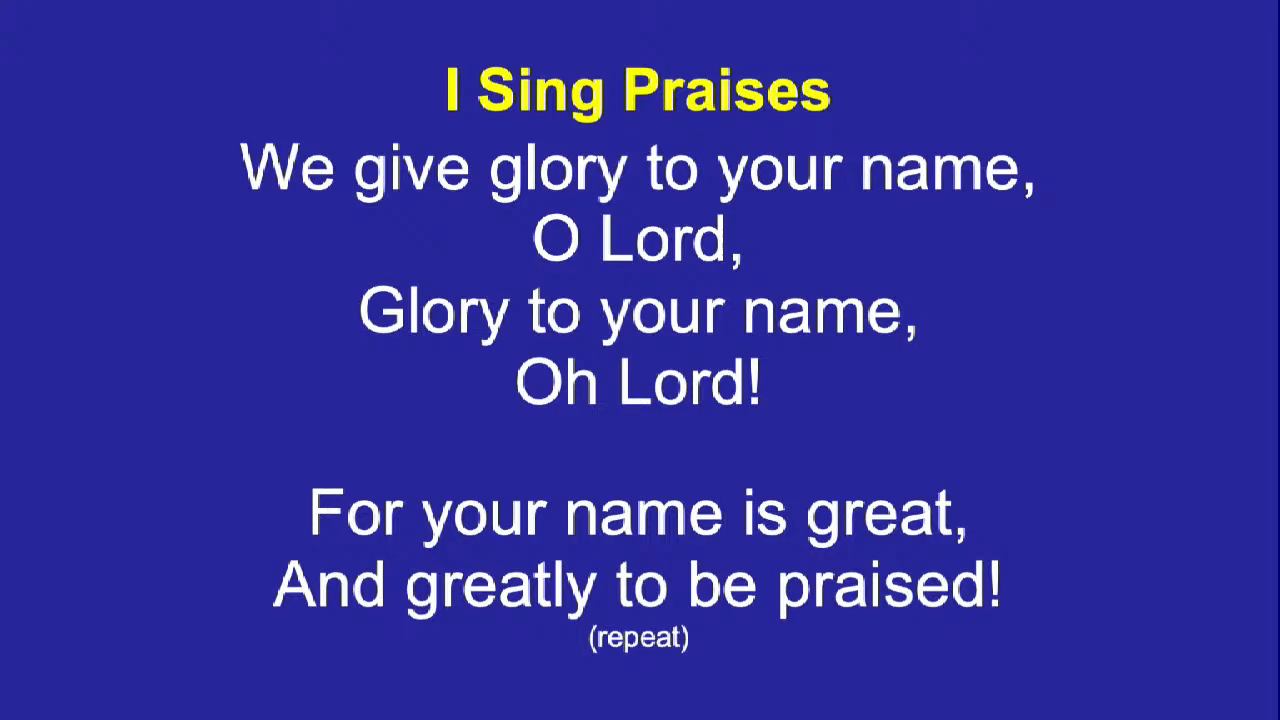 I Sing Praises
We give glory to your name,
O Lord,
Glory to your name,
Oh Lord!
For your name is great,
And greatly to be praised!
(repeat)